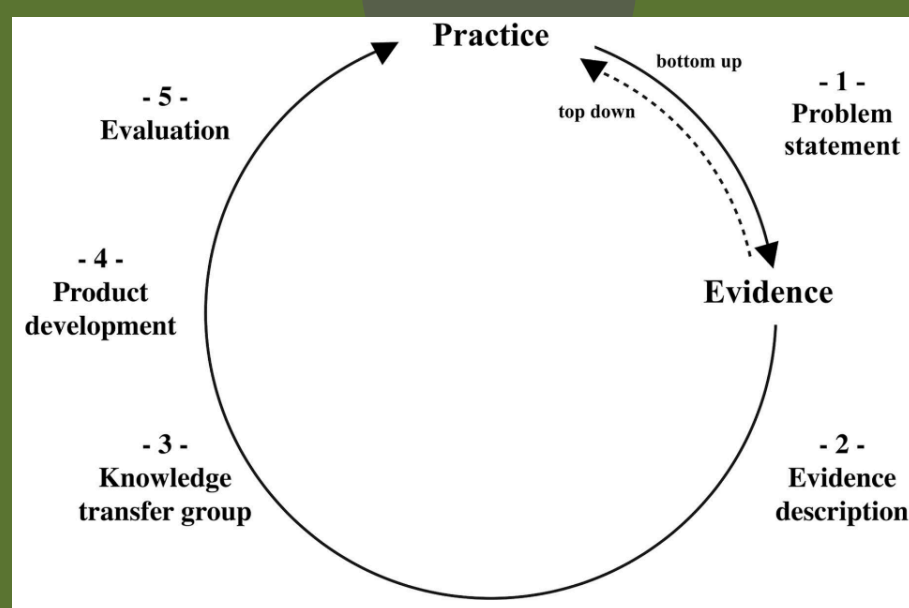 Practice
bottom up
top down
- 1 -
Problem
statement
Evidence
- 2 -
Evidence
description
- 3 -
Knowledge
transfer group
- 4 -
Product
development
- 5 -
Evaluation